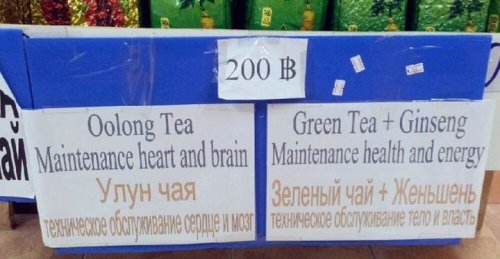 200 ฿
Oolong Tea
Maintenance heart and brain
Улун чая
техническое обслуживание сердце и мозг
Green Tea + Ginseng
Maintenance health and energy
Зеленый чай + Женьшень
техническое обслуживание тело и власть